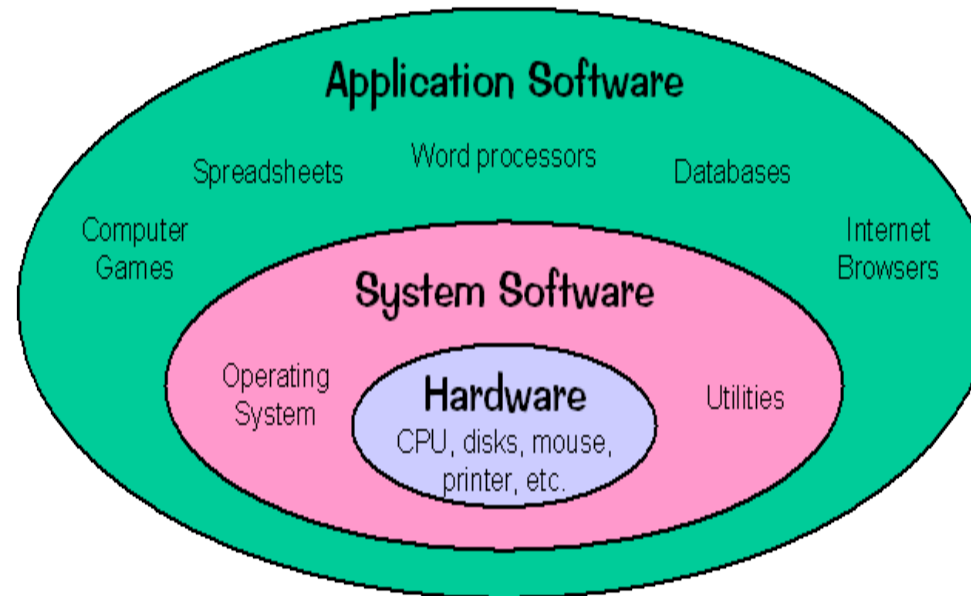 Application Software
Word processors
Spreadsheets
Databases
Computer
Games
Internet
Browsers
System Software
Operating
System
Utilities
Hardware
CPU, disks, mouse,
printer, etc.